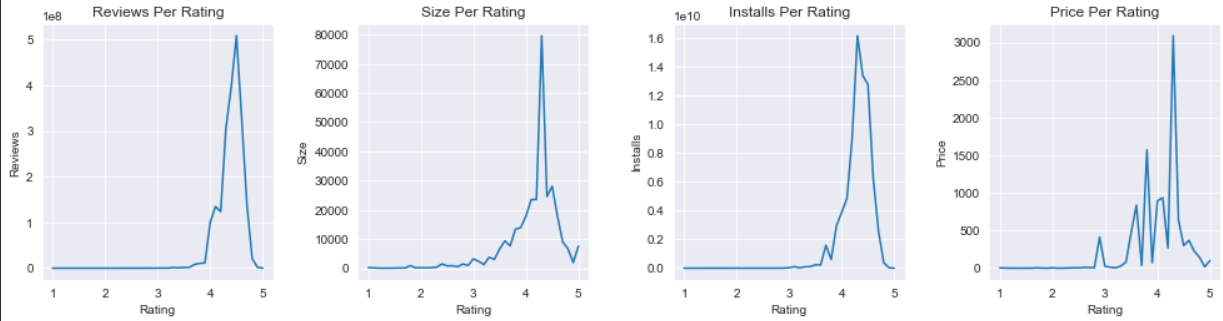 Reviews Per Rating
1e8
5
4
3
2
1
0
Reviews
1 2 3 4 5
Rating
Size Per Rating
80000
70000
60000
50000
40000
30000
20000
10000
0
Size
1 2 3 4 5
Rating
Installs Per Rating
1e10
1.6
1.4
1.2
1.0
0.8
0.6
0.4
0.2
0.0
Installs
1 2 3 4 5
Rating
Price Per Rating
3000
2500
2000
1500
1000
500
0
Price
1 2 3 4 5
Rating